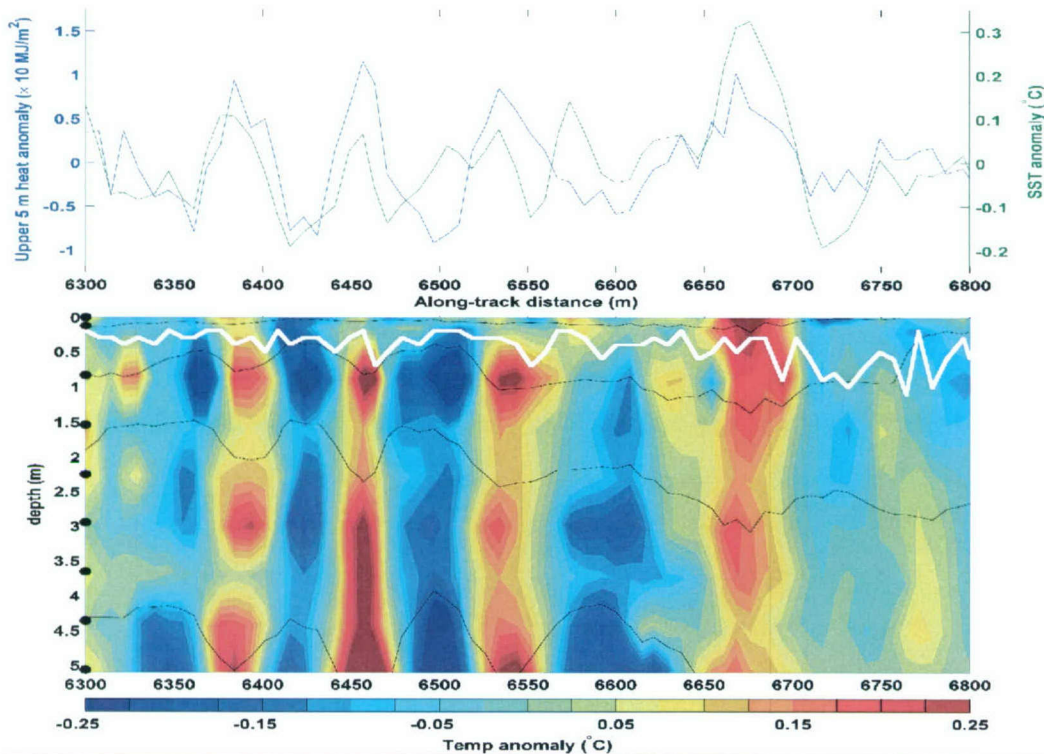 Upper 5 m heat anomaly (× 10 MJ/m²)
1.5
1
0.5
0
-0.5
-1
0.3
0.2
0.1
0
-0.1
-0.2
SST anomaly (°C)
6300 6350 6400 6450 6500 6550 6600 6650 6700 6750 6800
Along-track distance (m)
depth (m)
0
0.5
1
1.5
2
2.5
3
3.5
4
4.5
5
6300 6350 6400 6450 6500 6550 6600 6650 6700 6750 6800
-0.25 -0.15 -0.05 0.05 0.15 0.25
Temp anomaly (°C)